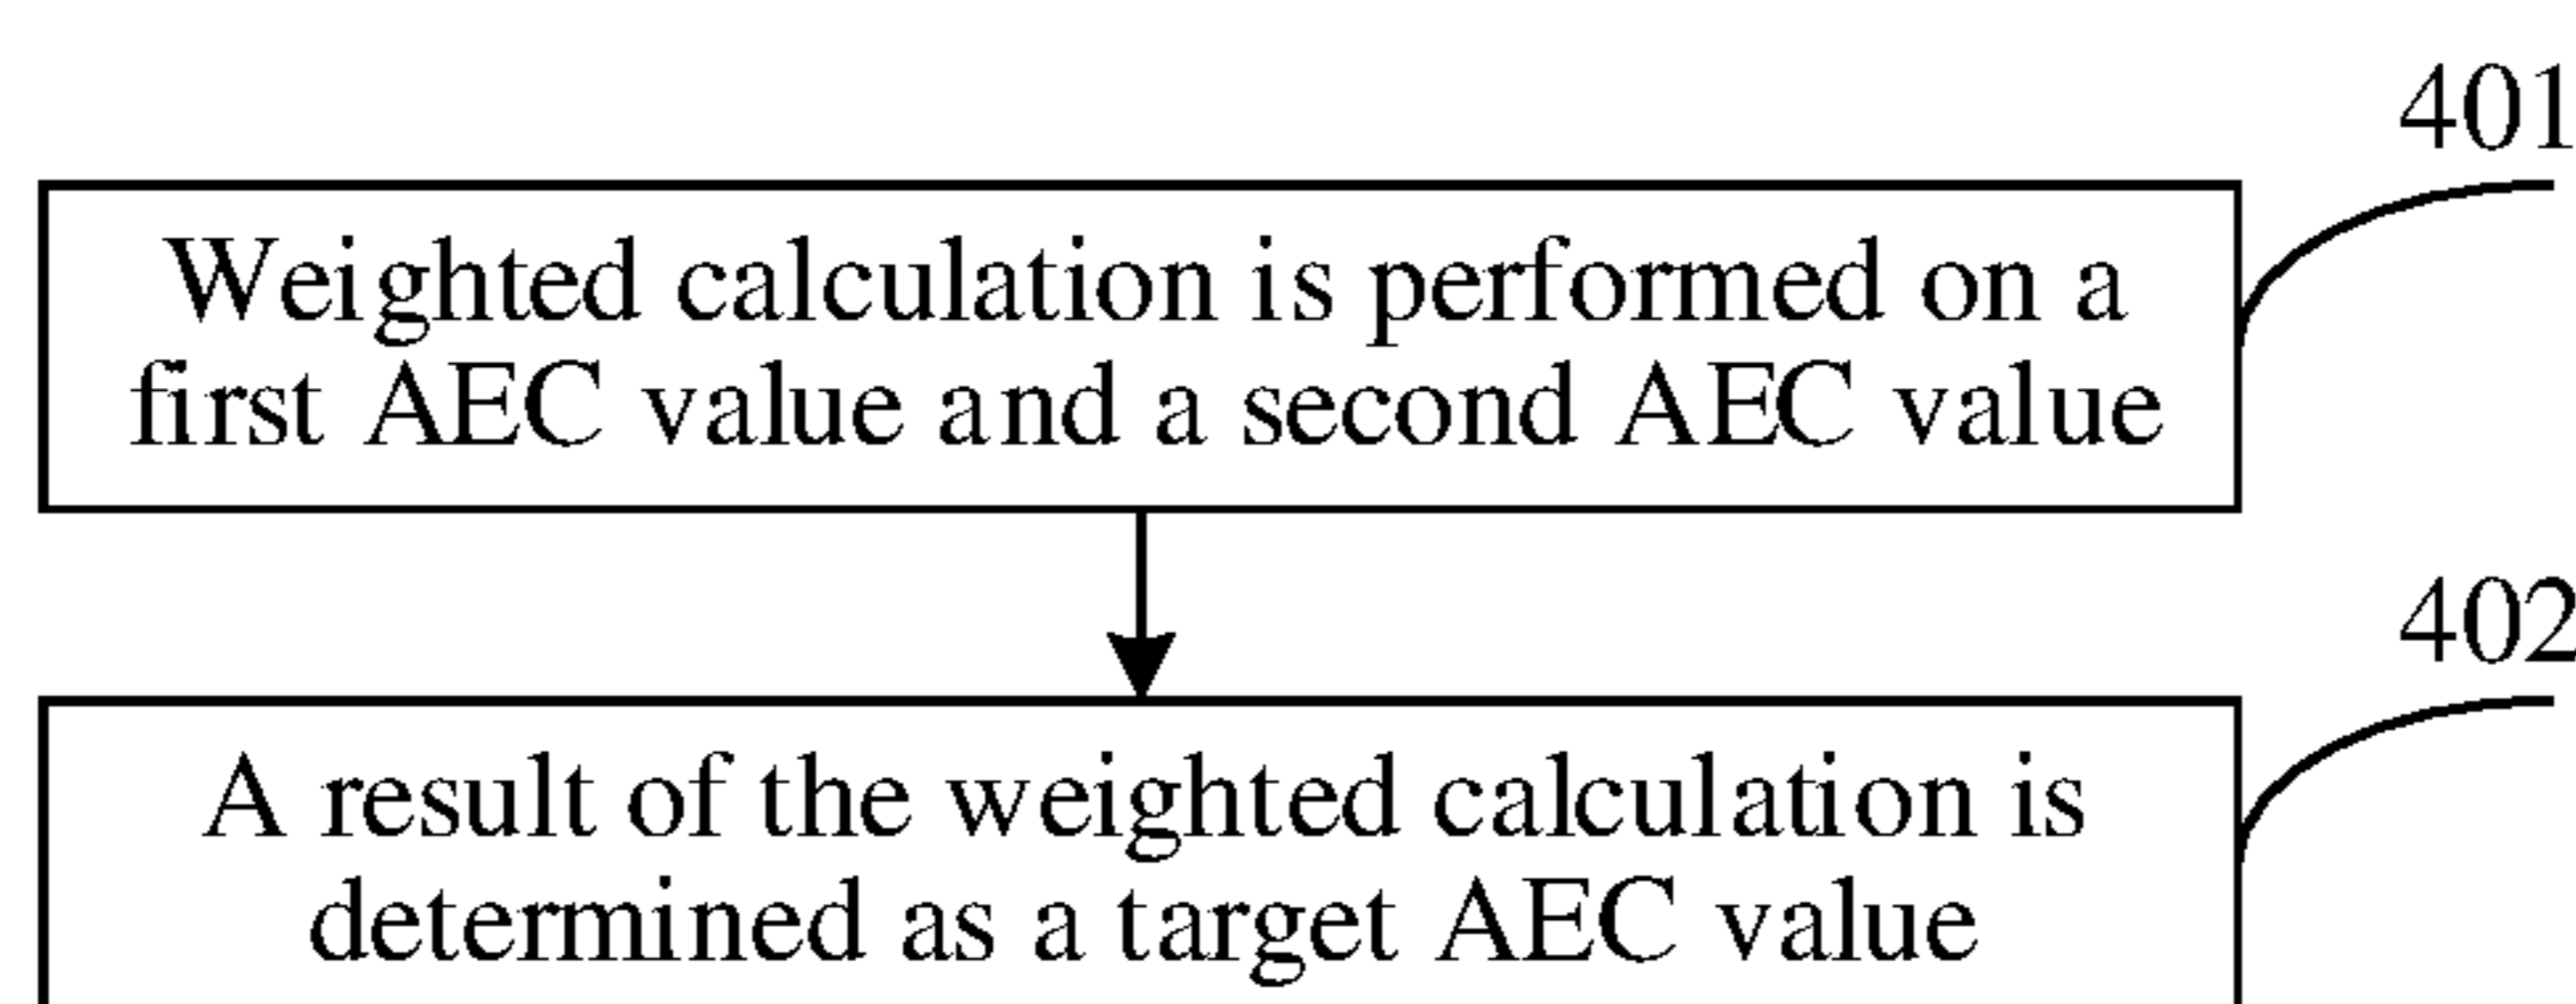 401
Weighted calculation is performed on a
first AEC value and a second AEC value
402
A result of the weighted calculation is
determined as a target AEC value